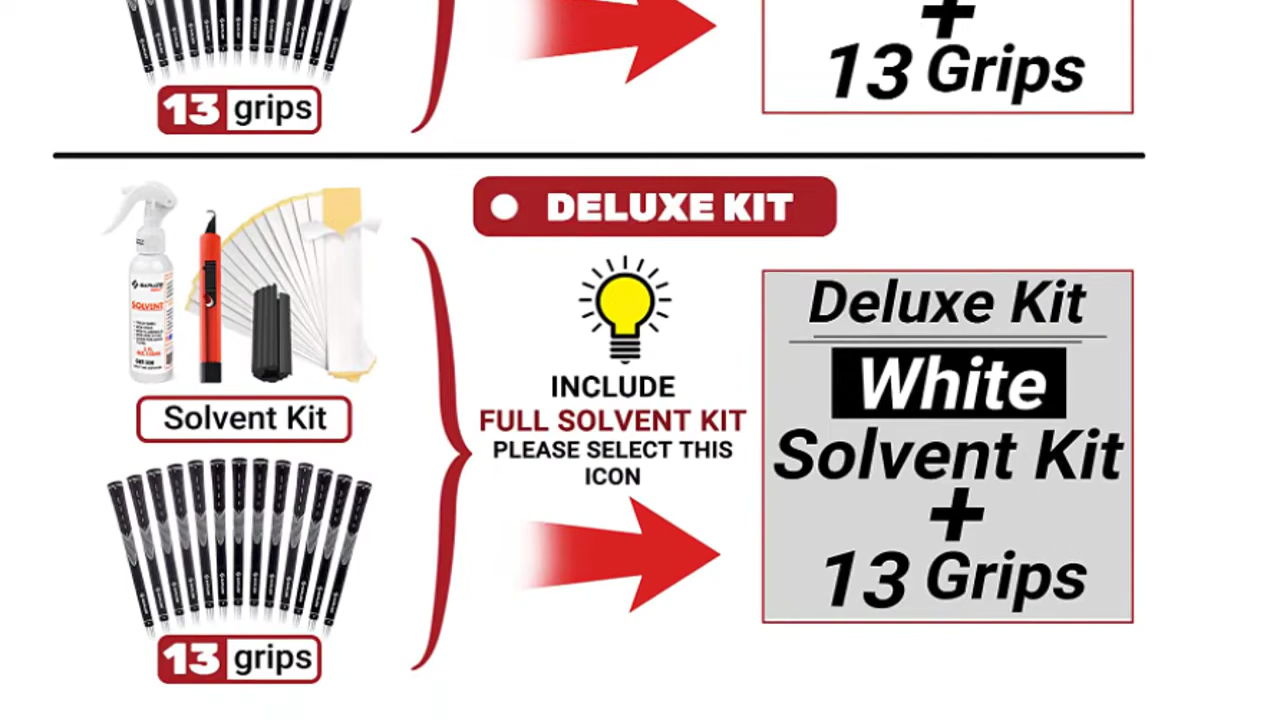 +
13 Grips
13 grips
DELUXE KIT
SOLVENT
Solvent Kit
INCLUDE
FULL SOLVENT KIT
PLEASE SELECT THIS
ICON
Deluxe Kit
White
Solvent Kit
+
13 Grips
13 grips